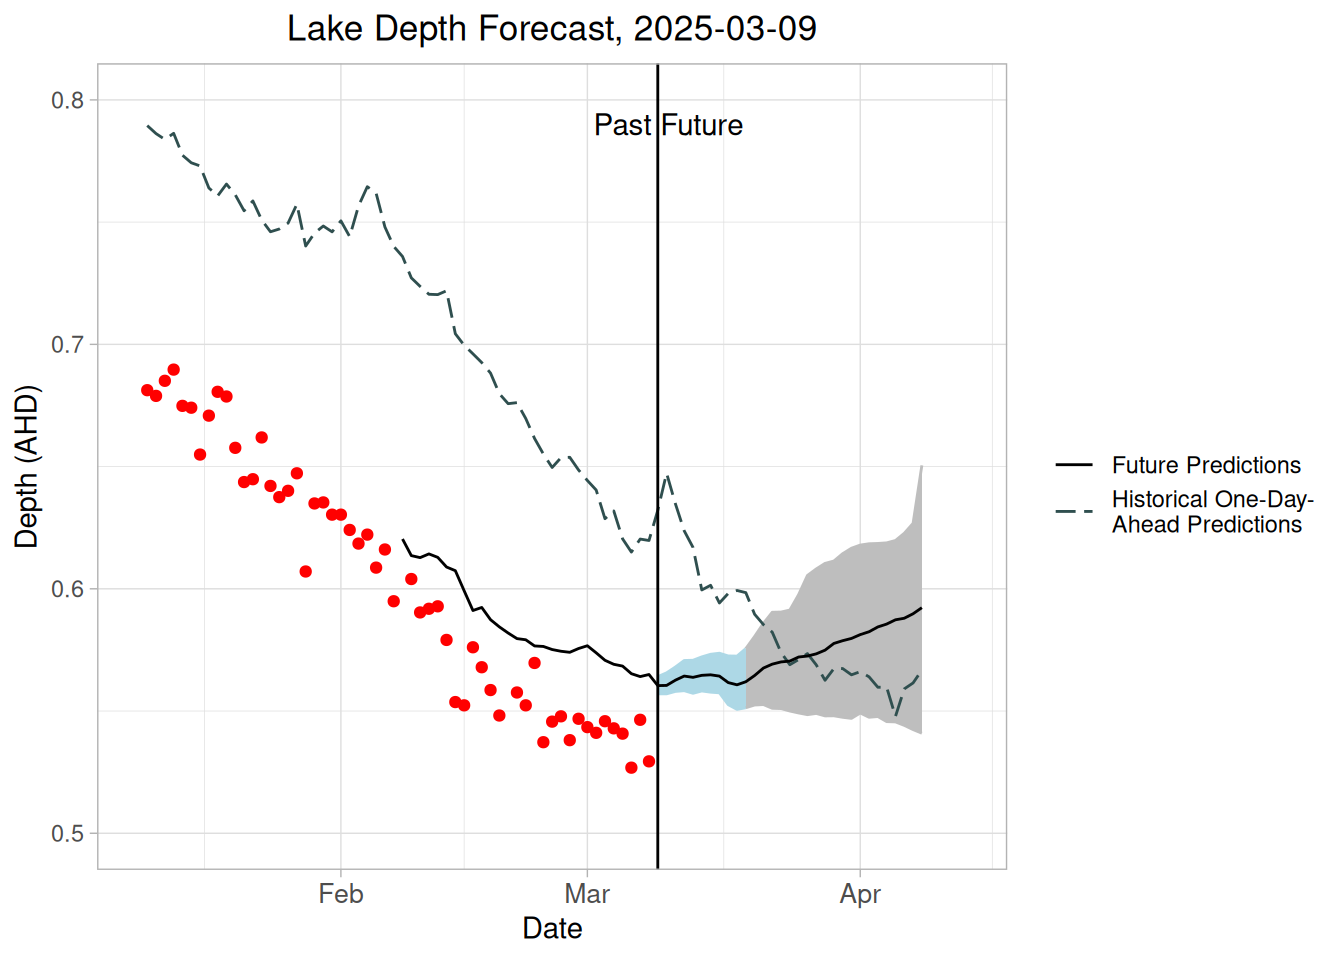 Lake Depth Forecast, 2025-03-09
0.8
0.7
0.6
0.5
Depth (AHD)
Past Future
Feb Mar Apr
Date
Future Predictions
Historical One-Day-
Ahead Predictions